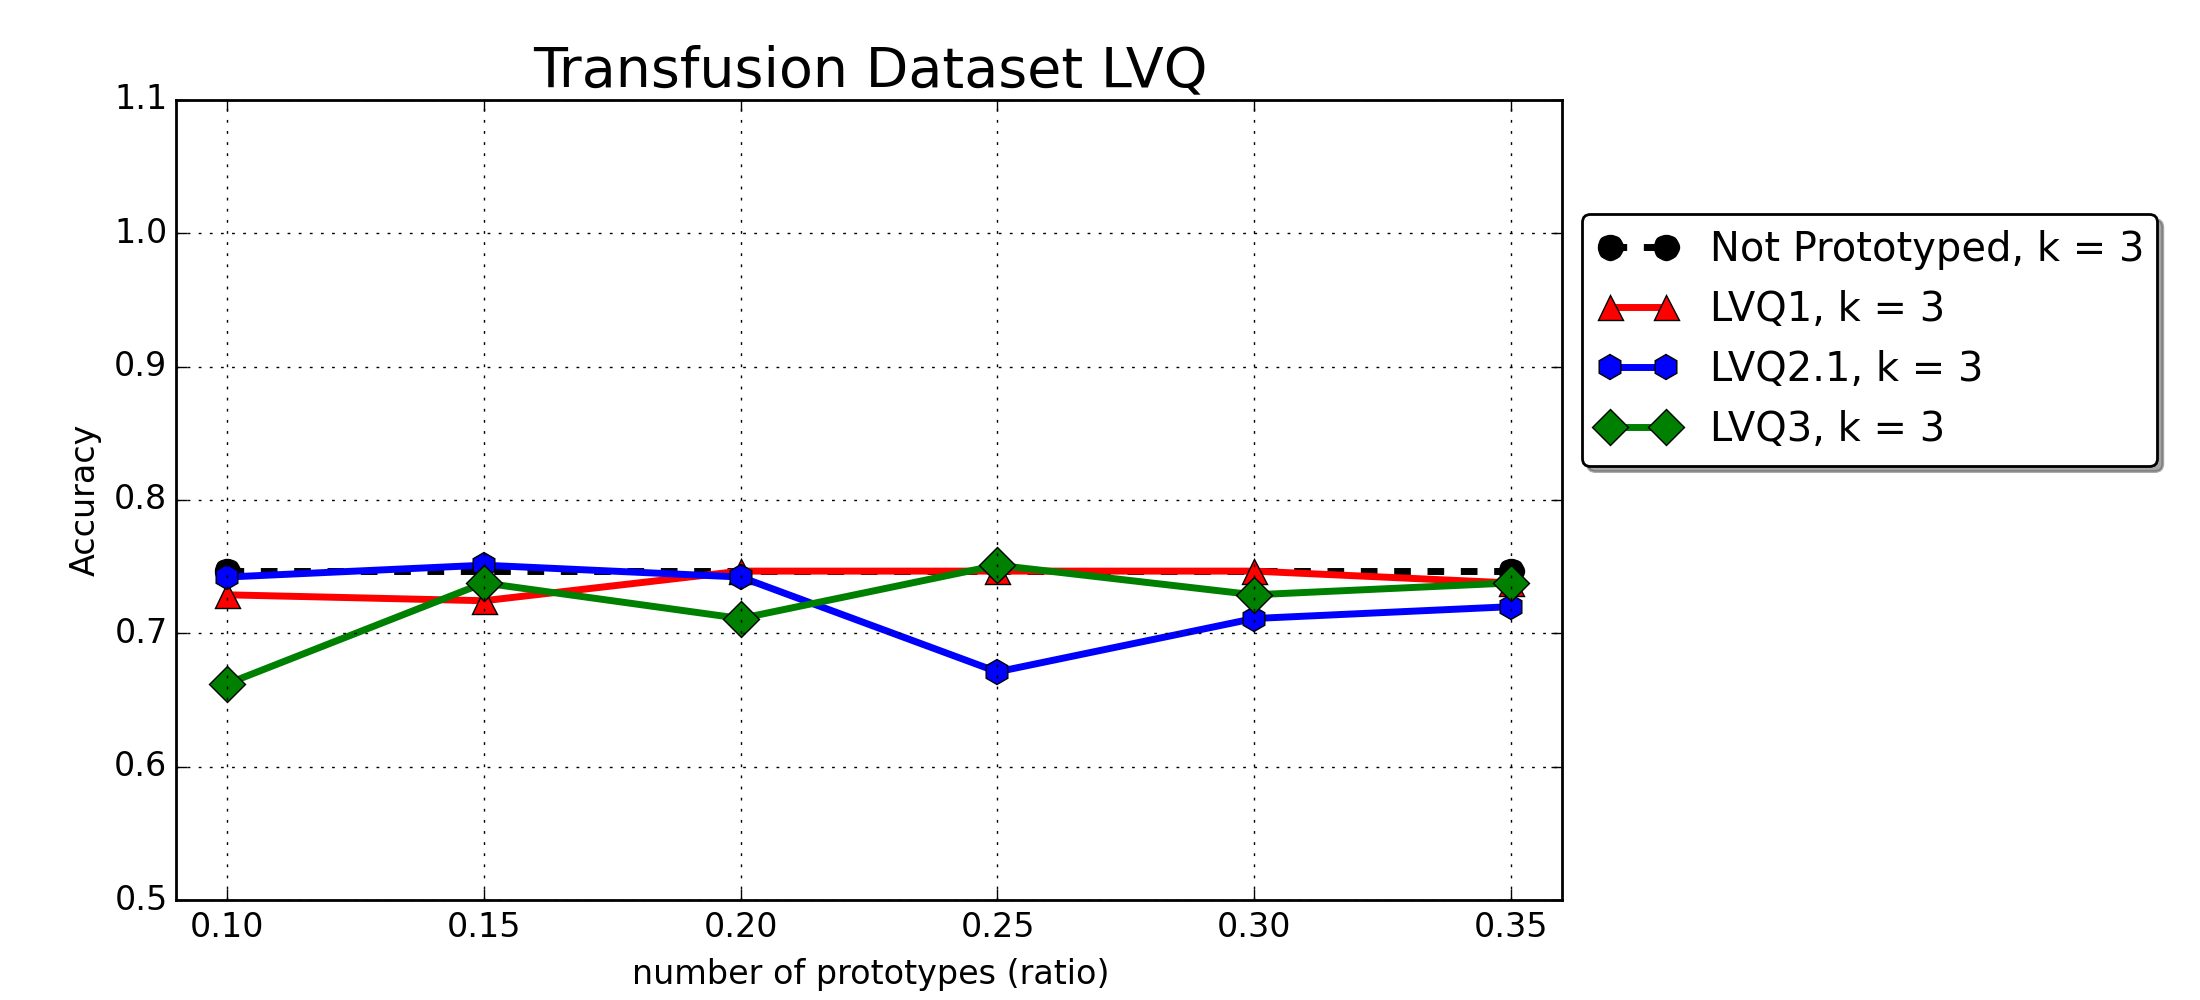 Transfusion Dataset LVQ
1.1
1.0
0.9
0.8
0.7
0.6
0.5
Accuracy
0.10 0.15 0.20 0.25 0.30 0.35
number of prototypes (ratio)
Not Prototyped, k = 3
LVQ1, k = 3
LVQ2.1, k = 3
LVQ3, k = 3